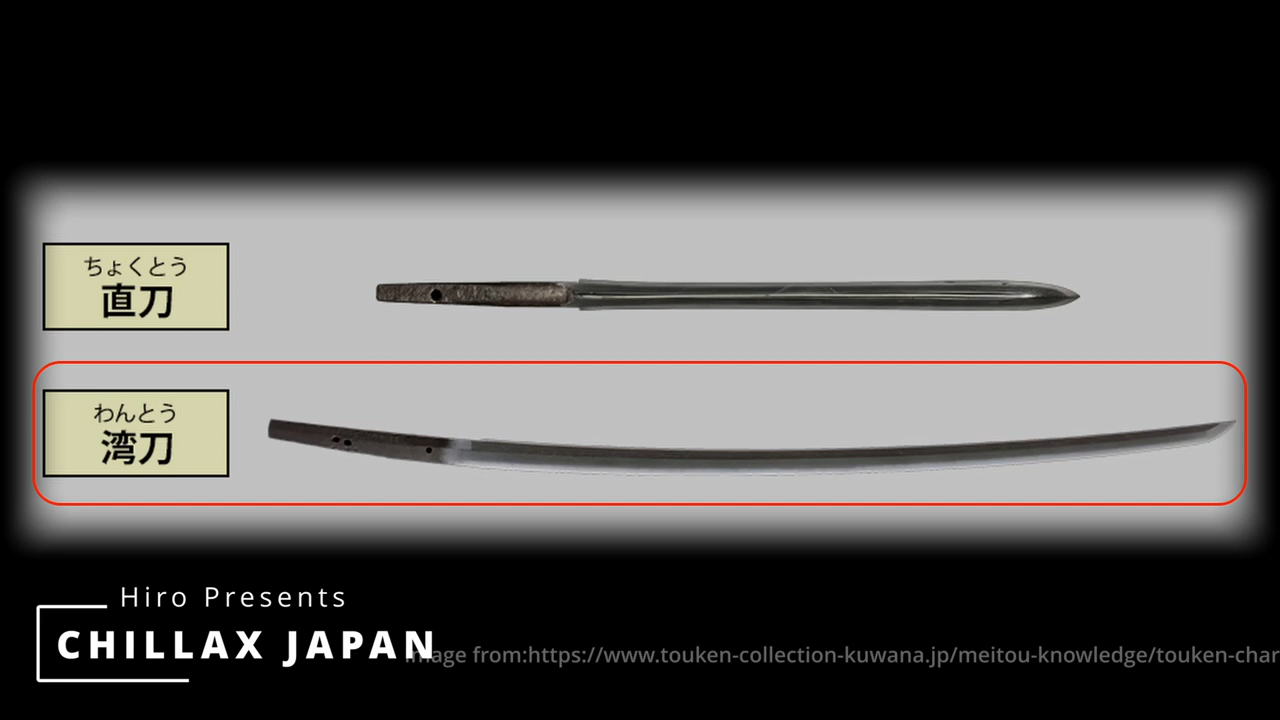 ちょくとう
直刀
わんとう
湾刀
Hiro Presents
CHILLAX JAPAN
image from:https://www.touken-collection-kuwana.jp/meitou-knowledge/touken-char